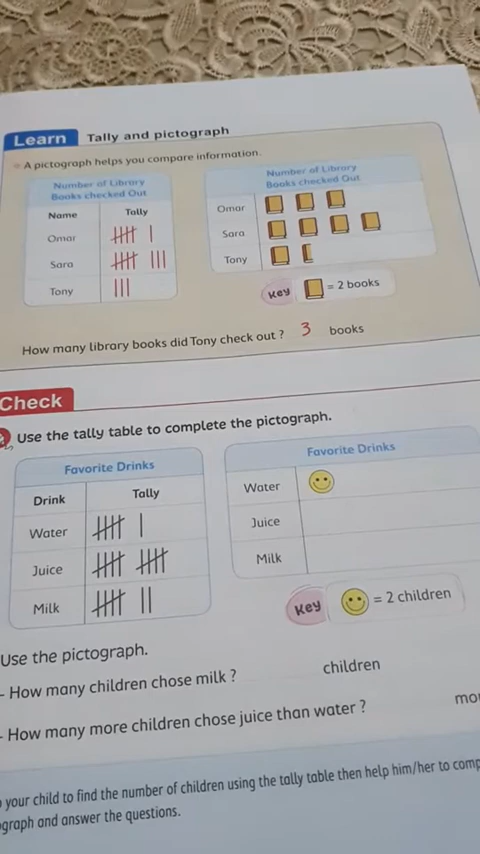 Learn Tally and pictograph
A pictograph helps you compare information.
Number of Library
Books checked Out
Name Tally
Omar
Sara
Tony
Number of Library
Books checked Out
Omar
Sara
Tony
Key = 2 books
How many library books did Tony check out ? 3 books
Check
Use the tally table to complete the pictograph.
Favorite Drinks
Drink Tally
Water
Juice
Milk
Favorite Drinks
Water
Juice
Milk
Key = 2 children
Use the pictograph.
- How many children chose milk ? children
- How many more children chose juice than water ?
your child to find the number of children using the tally table then help him/her to
and answer the questions.